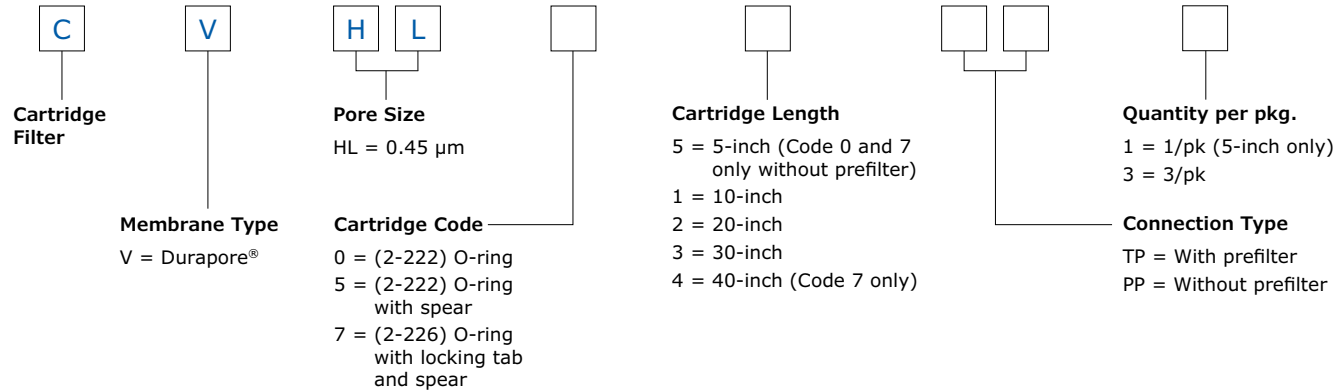 C V H L
Cartridge
Filter
Membrane Type
V = Durapore®
Pore Size
HL = 0.45 µm
Cartridge Code
0 = (2-222) O-ring
5 = (2-222) O-ring
with spear
7 = (2-226) O-ring
with locking tab
and spear
Cartridge Length
5 = 5-inch (Code 0 and 7
only without prefilter)
1 = 10-inch
2 = 20-inch
3 = 30-inch
4 = 40-inch (Code 7 only)
Quantity per pkg.
1 = 1/pk (5-inch only)
3 = 3/pk
Connection Type
TP = With prefilter
PP = Without prefilter